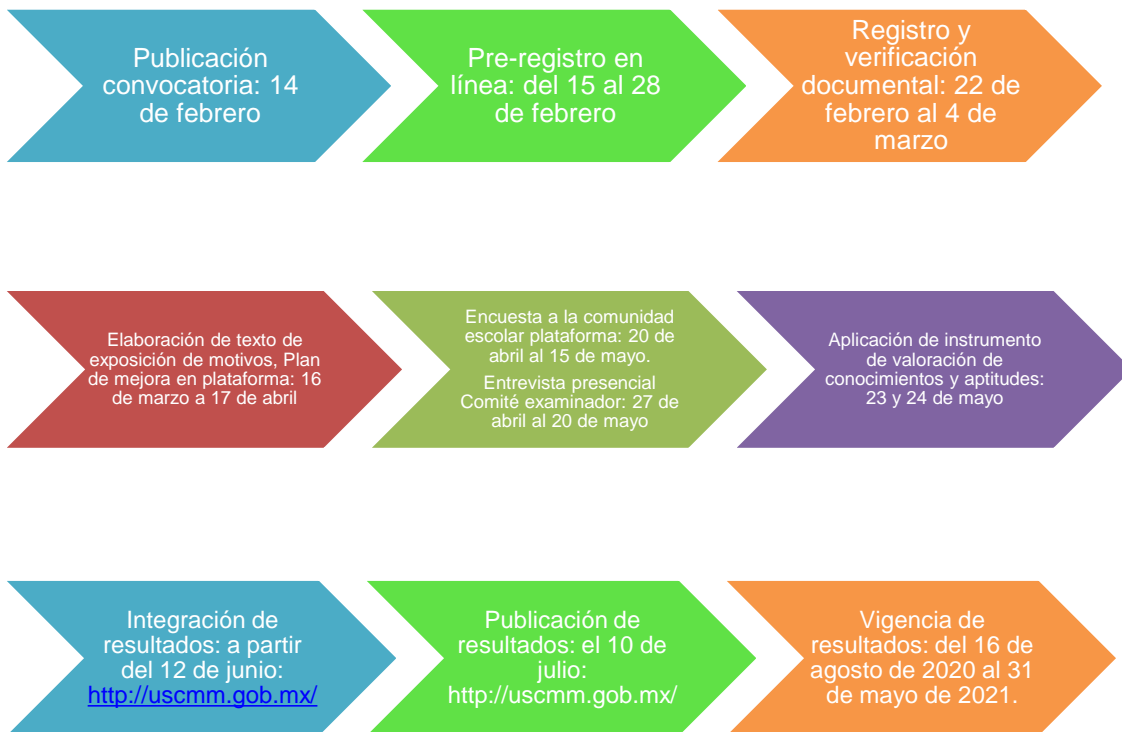 Publicación
convocatoria: 14
de febrero
Pre-registro en
línea: del 15 al 28
de febrero
Registro y
verificación
documental: 22 de
febrero al 4 de
marzo
Elaboración de texto de
exposición de motivos, Plan
de mejora en plataforma: 16
de marzo a 17 de abril
Encuesta a la comunidad
escolar plataforma: 20 de
abril al 15 de mayo.
Entrevista presencial
Comité examinador: 27 de
abril al 20 de mayo
Aplicación de instrumento
de valoración de
conocimientos y aptitudes:
23 y 24 de mayo
Integración de
resultados: a partir
del 12 de junio:
http://uscmm.gob.mx/
Publicación de
resultados: el 10 de
julio:
http://uscmm.gob.mx/
Vigencia de
resultados: del 16 de
agosto de 2020 al 31
de mayo de 2021.